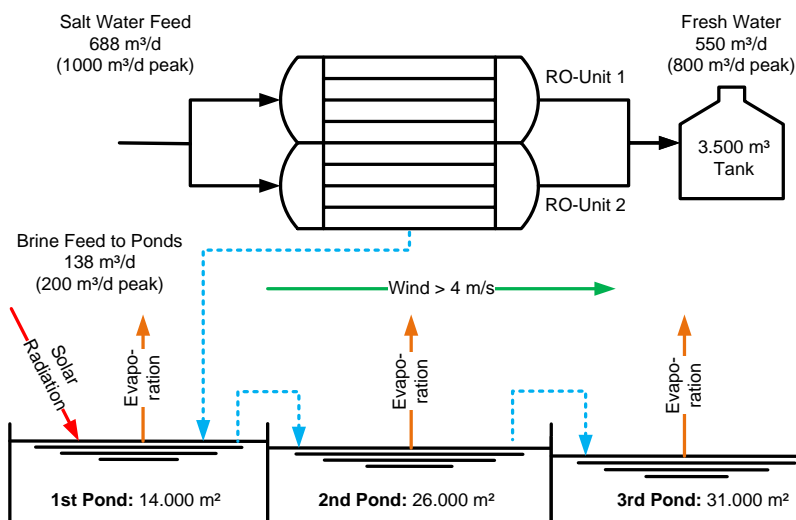 Salt Water Feed
688 m³/d
(1000 m³/d peak)
Fresh Water
550 m³/d
(800 m³/d peak)
RO-Unit 1
3.500 m³
Tank
RO-Unit 2
Brine Feed to Ponds
138 m³/d
(200 m³/d peak)
Wind > 4 m/s
Solar
Radiation
Evapo-
ration
Evapo-
ration
Evapo-
ration
1st Pond: 14.000 m²
2nd Pond: 26.000 m²
3rd Pond: 31.000 m²